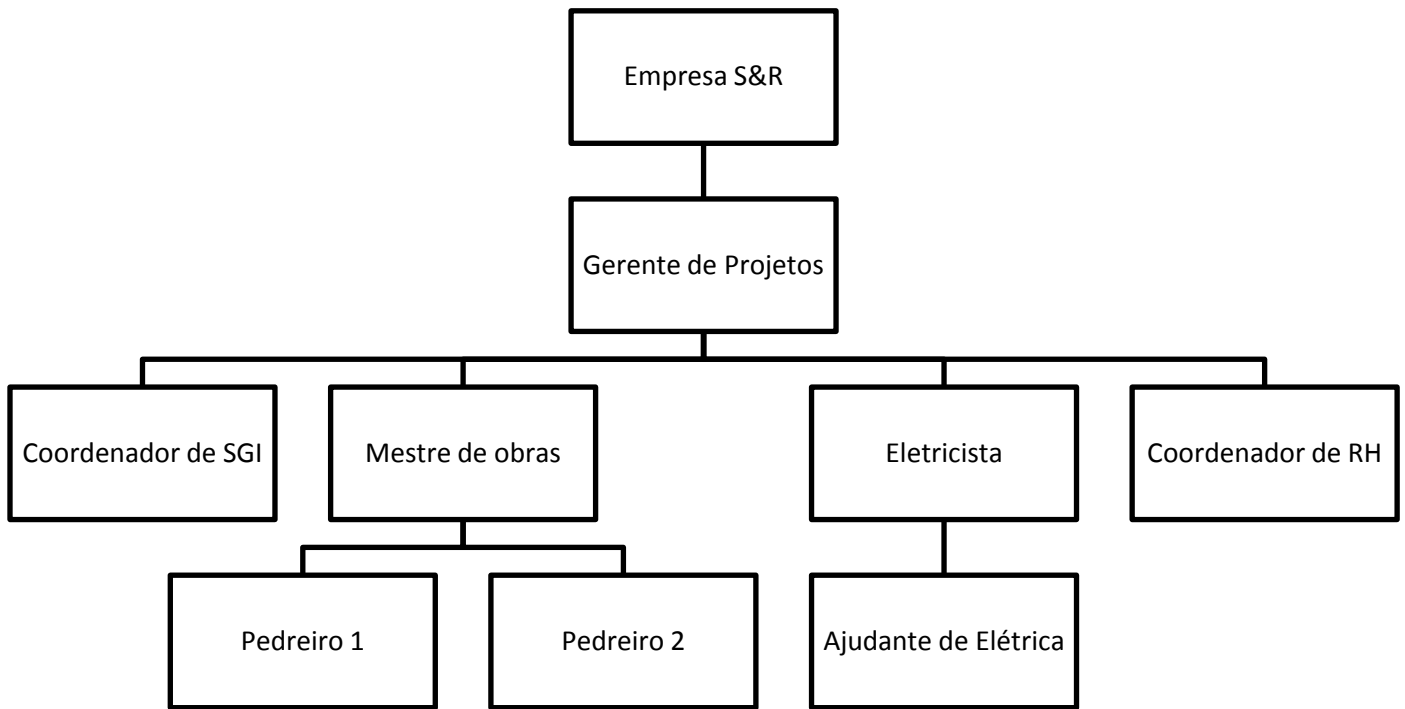 Empresa S&R
Gerente de Projetos
Coordenador de SGI
Mestre de obras
Eletricista
Coordenador de RH
Pedreiro 1
Pedreiro 2
Ajudante de Elétrica